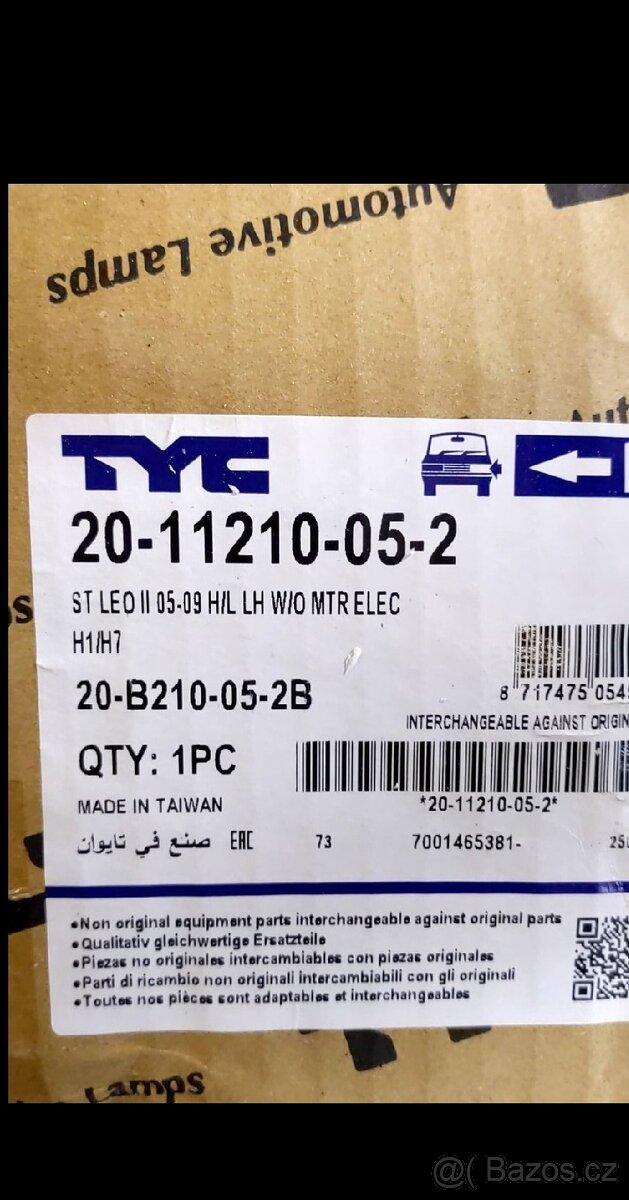 Automotive Lamps
TYC
20-11210-05-2
ST LEO II 05-09 H/L LH W/O MTR ELEC
H1/H7
20-B210-05-2B
8 717475 054
INTERCHANGEABLE AGAINST
QTY: 1PC
MADE IN TAIWAN
*20-11210-05-2*
صنع في تايوان EAC 73 7001465381-
•Non original equipment parts interchangeable against original parts
•Qualitativ gleichwertige Ersatzteile
•Piezas no originales intercambiables con piezas originales
•Parti di ricambio non originali intercambiabili con gli originali
•Toutes nos pièces sont adaptables et interchangeables
Lamps
@( Bazos.cz